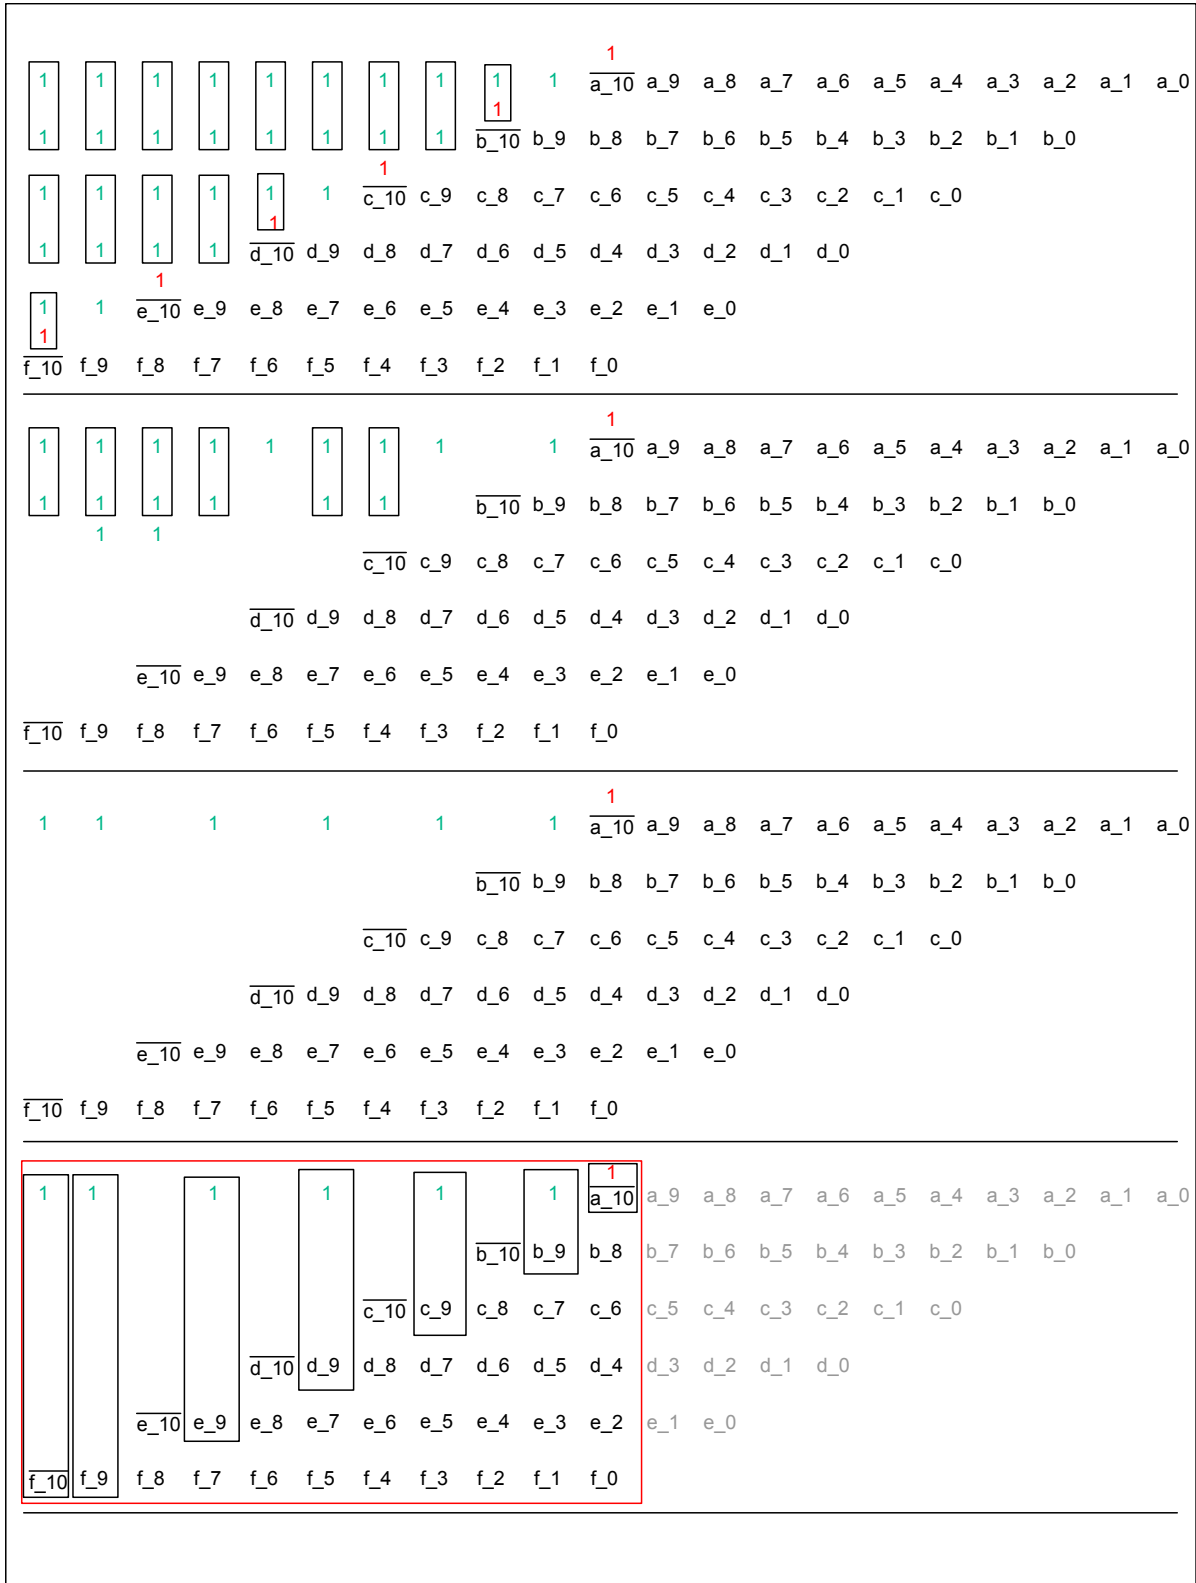 1
1 1 1 1 1 1 1 1 1 1 a_10 a_9 a_8 a_7 a_6 a_5 a_4 a_3 a_2 a_1 a_0
1
1 1 1 1 1 1 1 1 b_10 b_9 b_8 b_7 b_6 b_5 b_4 b_3 b_2 b_1 b_0
1
1 1 1 1 1 1 c_10 c_9 c_8 c_7 c_6 c_5 c_4 c_3 c_2 c_1 c_0
1
1 1 1 1 d_10 d_9 d_8 d_7 d_6 d_5 d_4 d_3 d_2 d_1 d_0
1
1 1 e_10 e_9 e_8 e_7 e_6 e_5 e_4 e_3 e_2 e_1 e_0
1
f_10 f_9 f_8 f_7 f_6 f_5 f_4 f_3 f_2 f_1 f_0
1
1 1 1 1 1 1 1 1 1 a_10 a_9 a_8 a_7 a_6 a_5 a_4 a_3 a_2 a_1 a_0
1 1 1 1 1 1 b_10 b_9 b_8 b_7 b_6 b_5 b_4 b_3 b_2 b_1 b_0
1 1
c_10 c_9 c_8 c_7 c_6 c_5 c_4 c_3 c_2 c_1 c_0
d_10 d_9 d_8 d_7 d_6 d_5 d_4 d_3 d_2 d_1 d_0
e_10 e_9 e_8 e_7 e_6 e_5 e_4 e_3 e_2 e_1 e_0
f_10 f_9 f_8 f_7 f_6 f_5 f_4 f_3 f_2 f_1 f_0
1
1 1 1 1 1 1 a_10 a_9 a_8 a_7 a_6 a_5 a_4 a_3 a_2 a_1 a_0
b_10 b_9 b_8 b_7 b_6 b_5 b_4 b_3 b_2 b_1 b_0
c_10 c_9 c_8 c_7 c_6 c_5 c_4 c_3 c_2 c_1 c_0
d_10 d_9 d_8 d_7 d_6 d_5 d_4 d_3 d_2 d_1 d_0
e_10 e_9 e_8 e_7 e_6 e_5 e_4 e_3 e_2 e_1 e_0
f_10 f_9 f_8 f_7 f_6 f_5 f_4 f_3 f_2 f_1 f_0
1
1 1 1 1 1 1 a_10 a_9 a_8 a_7 a_6 a_5 a_4 a_3 a_2 a_1 a_0
b_10 b_9 b_8 b_7 b_6 b_5 b_4 b_3 b_2 b_1 b_0
c_10 c_9 c_8 c_7 c_6 c_5 c_4 c_3 c_2 c_1 c_0
d_10 d_9 d_8 d_7 d_6 d_5 d_4 d_3 d_2 d_1 d_0
e_10 e_9 e_8 e_7 e_6 e_5 e_4 e_3 e_2 e_1 e_0
f_10 f_9 f_8 f_7 f_6 f_5 f_4 f_3 f_2 f_1 f_0